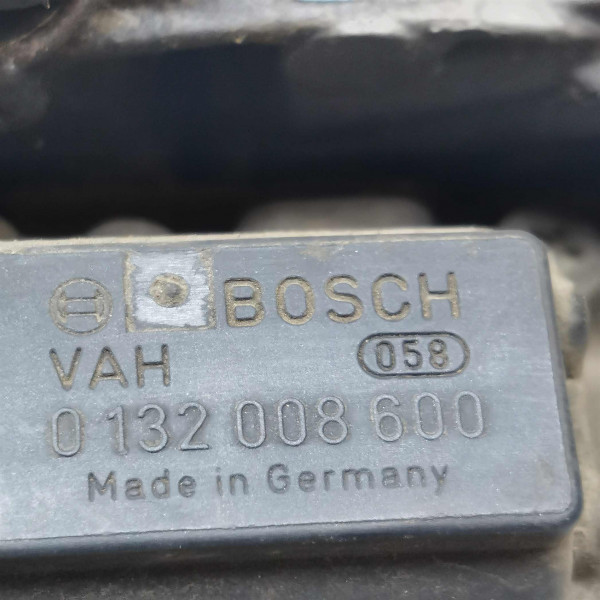 BOSCH
VAH 058
0 132 008 600
Made in Germany